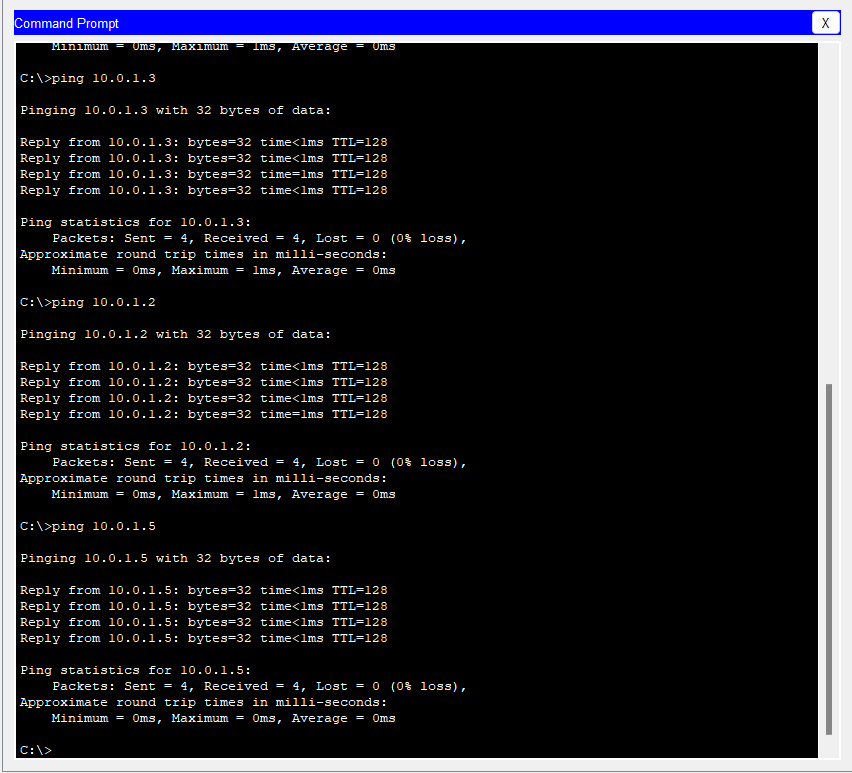 Command Prompt
X
Minimum = 0ms, Maximum = 1ms, Average = 0ms
C:\>ping 10.0.1.3
Pinging 10.0.1.3 with 32 bytes of data:
Reply from 10.0.1.3: bytes=32 time<1ms TTL=128
Reply from 10.0.1.3: bytes=32 time<1ms TTL=128
Reply from 10.0.1.3: bytes=32 time=1ms TTL=128
Reply from 10.0.1.3: bytes=32 time<1ms TTL=128
Ping statistics for 10.0.1.3:
Packets: Sent = 4, Received = 4, Lost = 0 (0% loss),
Approximate round trip times in milli-seconds:
Minimum = 0ms, Maximum = 1ms, Average = 0ms
C:\>ping 10.0.1.2
Pinging 10.0.1.2 with 32 bytes of data:
Reply from 10.0.1.2: bytes=32 time<1ms TTL=128
Reply from 10.0.1.2: bytes=32 time<1ms TTL=128
Reply from 10.0.1.2: bytes=32 time<1ms TTL=128
Reply from 10.0.1.2: bytes=32 time=1ms TTL=128
Ping statistics for 10.0.1.2:
Packets: Sent = 4, Received = 4, Lost = 0 (0% loss),
Approximate round trip times in milli-seconds:
Minimum = 0ms, Maximum = 1ms, Average = 0ms
C:\>ping 10.0.1.5
Pinging 10.0.1.5 with 32 bytes of data:
Reply from 10.0.1.5: bytes=32 time<1ms TTL=128
Reply from 10.0.1.5: bytes=32 time<1ms TTL=128
Reply from 10.0.1.5: bytes=32 time<1ms TTL=128
Reply from 10.0.1.5: bytes=32 time<1ms TTL=128
Ping statistics for 10.0.1.5:
Packets: Sent = 4, Received = 4, Lost = 0 (0% loss),
Approximate round trip times in milli-seconds:
Minimum = 0ms, Maximum = 0ms, Average = 0ms
C:\>